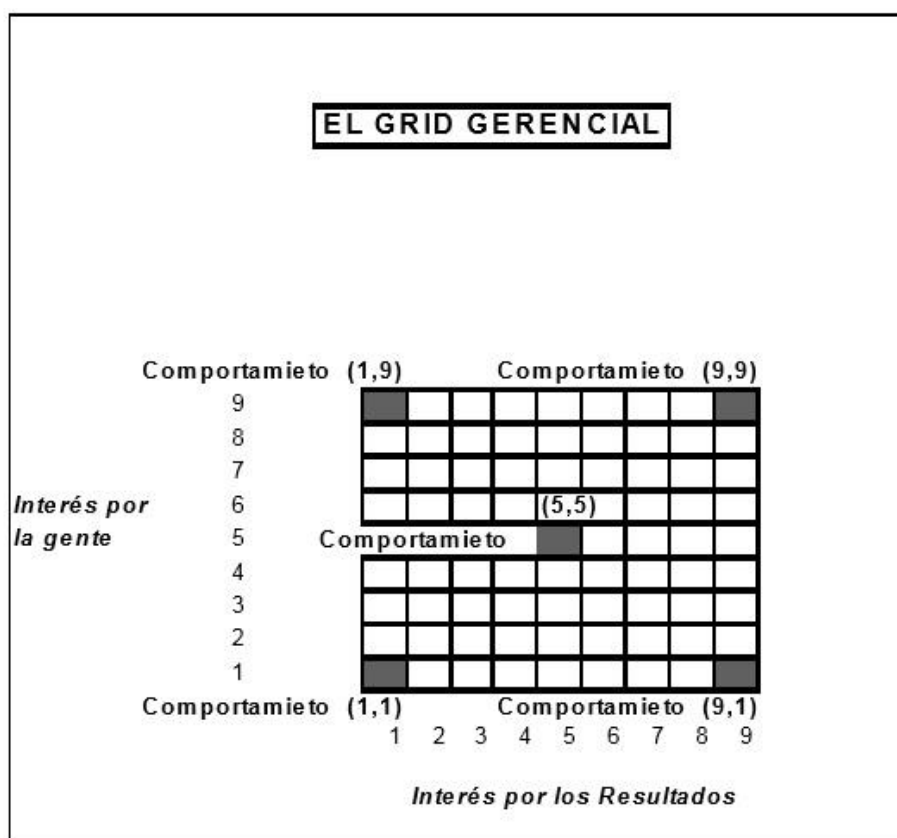 EL GRID GERENCIAL
Comportamieto (1,9) Comportamieto (9,9)
9
8
7
Interés por 6 (5,5)
la gente 5 Comportamieto
4
3
2
1
Comportamieto (1,1) Comportamieto (9,1)
1 2 3 4 5 6 7 8 9
Interés por los Resultados